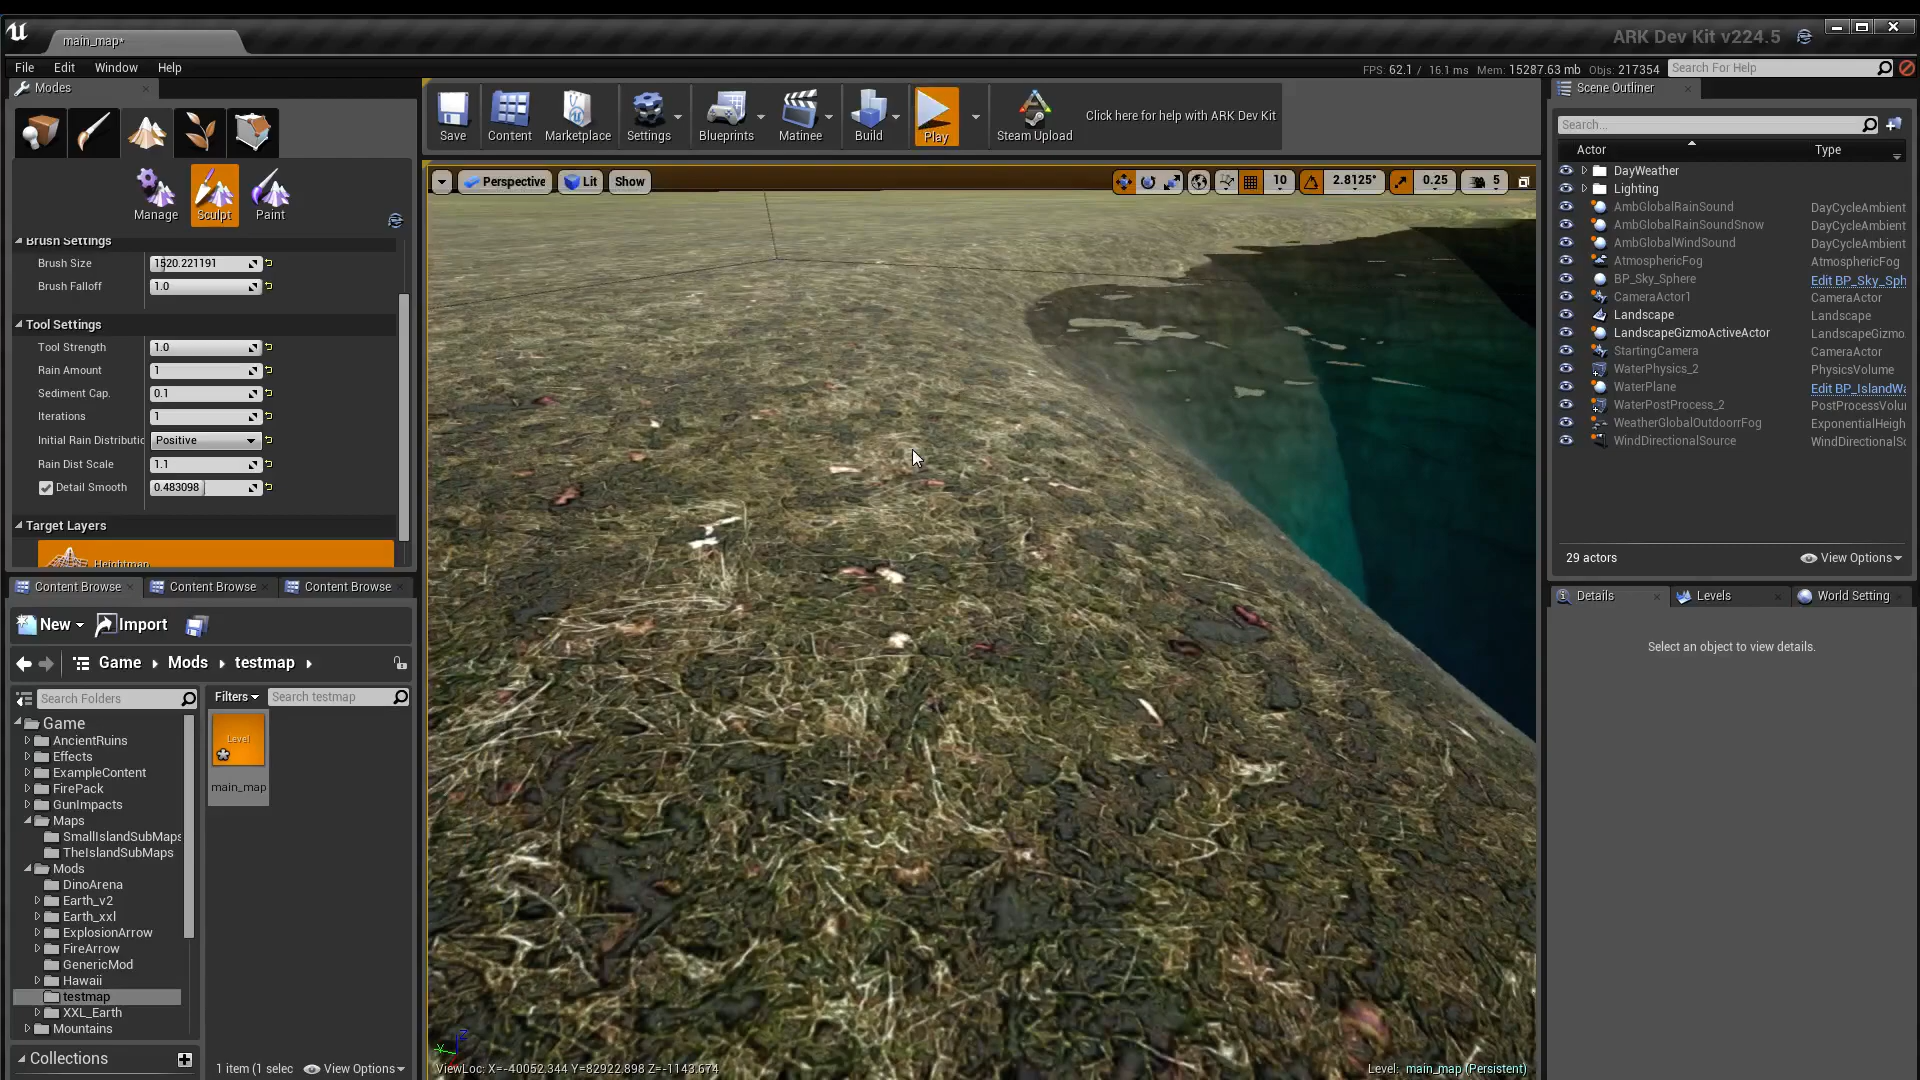 main_map*
ARK Dev Kit v224.5
File Edit Window Help
FPS: 62.1 / 16.1 ms Mem: 15287.63 mb Objs: 217354
Search For Help
Modes
Manage
Sculpt
Paint
Brush Settings
Brush Size 1520.221191
Brush Falloff 1.0
Tool Settings
Tool Strength 1.0
Rain Amount 1
Sediment Cap. 0.1
Iterations 1
Initial Rain Distributic Positive
Rain Dist Scale 1.1
Detail Smooth 0.483098
Target Layers
Heightmap
Save
Content
Marketplace
Settings
Blueprints
Matinee
Build
Play
Steam Upload
Click here for help with ARK Dev Kit
Perspective
Lit
Show
10
2.8125°
0.25
5
ViewLoc: X=-40052.344 Y=82922.898 Z=-1143.674
Level: main_map (Persistent)
Content Browse
Content Browse
Content Browse
New
Import
Game
Mods
testmap
Search Folders
Filters
Search testmap
Game
AncientRuins
Effects
ExampleContent
FirePack
GunImpacts
Maps
SmallIslandSubMaps
TheIslandSubMaps
Mods
DinoArena
Earth_v2
Earth_xxl
ExplosionArrow
FireArrow
GenericMod
Hawaii
testmap
XXL_Earth
Mountains
Collections
Level
main_map
1 item (1 selec
View Options
Scene Outliner
Search...
Actor Type
DayWeather
Lighting
AmbGlobalRainSound DayCycleAmbient
AmbGlobalRainSoundSnow DayCycleAmbient
AmbGlobalWindSound DayCycleAmbient
AtmosphericFog AtmosphericFog
BP_Sky_Sphere Edit BP_Sky_Sph
CameraActor1 CameraActor
Landscape Landscape
LandscapeGizmoActiveActor LandscapeGizmo
StartingCamera CameraActor
WaterPhysics_2 PhysicsVolume
WaterPlane Edit BP_IslandWa
WaterPostProcess_2 PostProcessVolu
WeatherGlobalOutdoorrFog ExponentialHeigh
WindDirectionalSource WindDirectionalSo
29 actors
View Options
Details
Levels
World Setting
Select an object to view details.